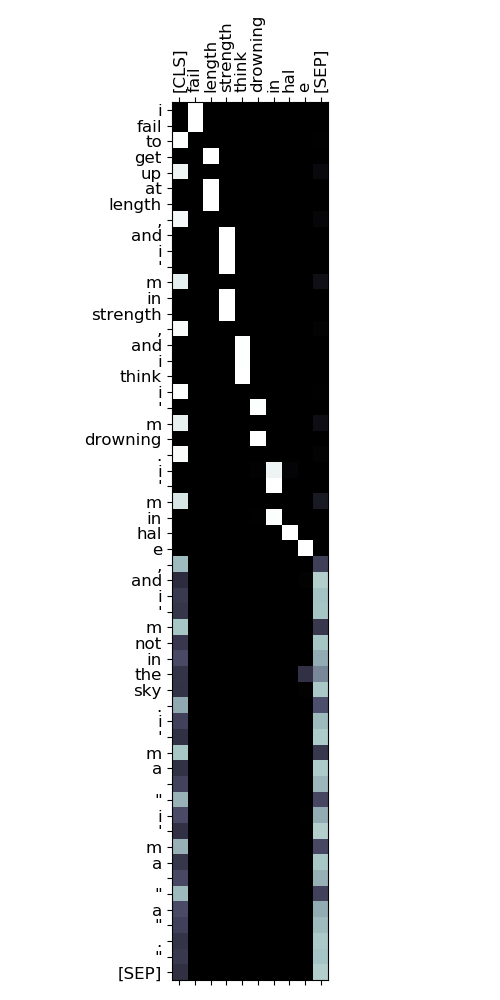 [CLS]
fail
length
strength
think
drowning
in
hal
e
[SEP]
i
fail
to
get
up
at
length
,
and
i
'
m
in
strength
,
and
i
think
i
'
m
drowning
.
i
'
m
in
hal
e
,
and
i
'
m
not
in
the
sky
.
i
'
m
a
"
i
'
m
a
"
a
"
.
"
[SEP]